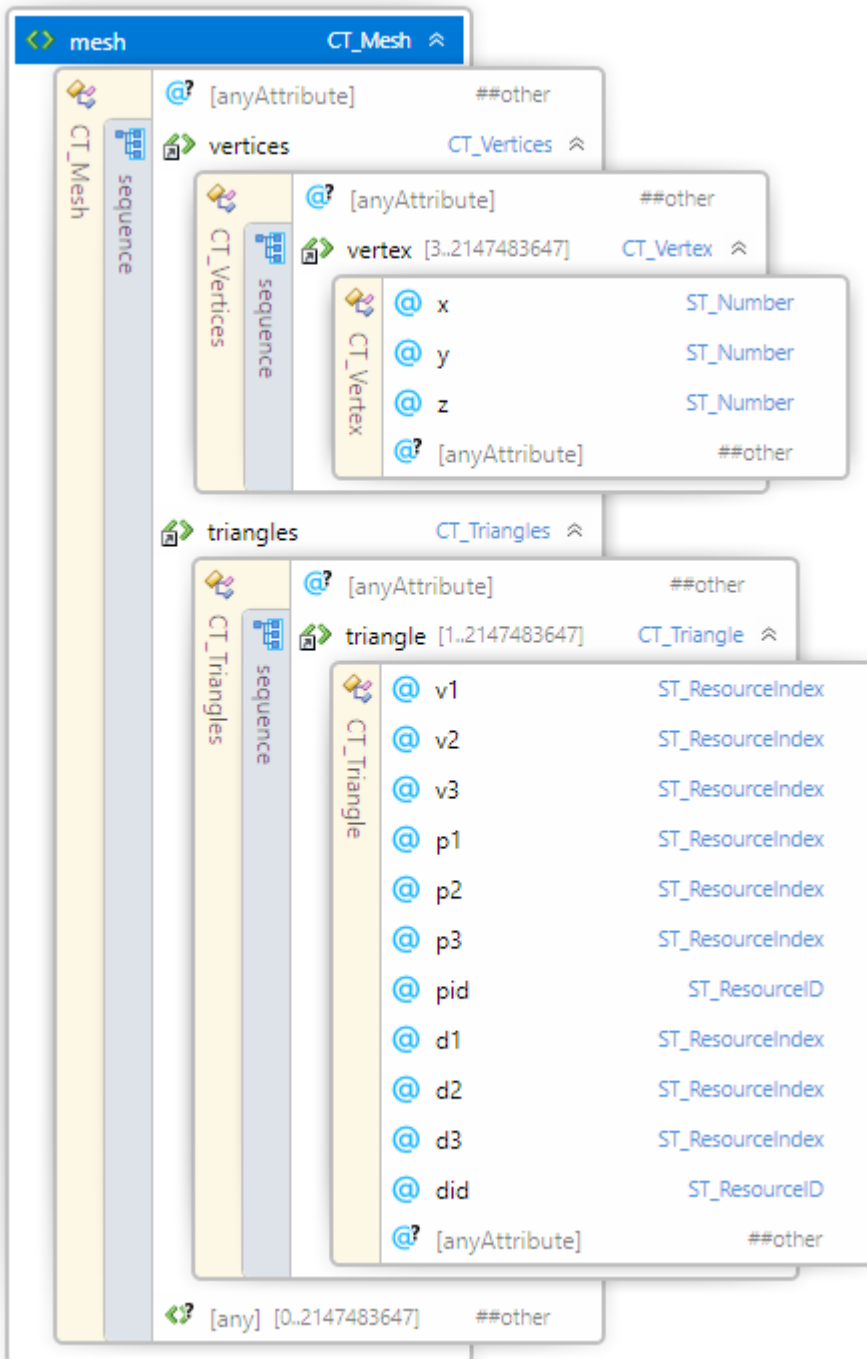 mesh CT_Mesh
CT_Mesh
sequence
[anyAttribute] ##other
vertices CT_Vertices
CT_Vertices
sequence
[anyAttribute] ##other
vertex [3..2147483647] CT_Vertex
CT_Vertex
x ST_Number
y ST_Number
z ST_Number
[anyAttribute] ##other
triangles CT_Triangles
CT_Triangles
sequence
[anyAttribute] ##other
triangle [1..2147483647] CT_Triangle
CT_Triangle
v1 ST_ResourceIndex
v2 ST_ResourceIndex
v3 ST_ResourceIndex
p1 ST_ResourceIndex
p2 ST_ResourceIndex
p3 ST_ResourceIndex
pid ST_ResourceID
d1 ST_ResourceIndex
d2 ST_ResourceIndex
d3 ST_ResourceIndex
did ST_ResourceID
[anyAttribute] ##other
[any] [0..2147483647] ##other